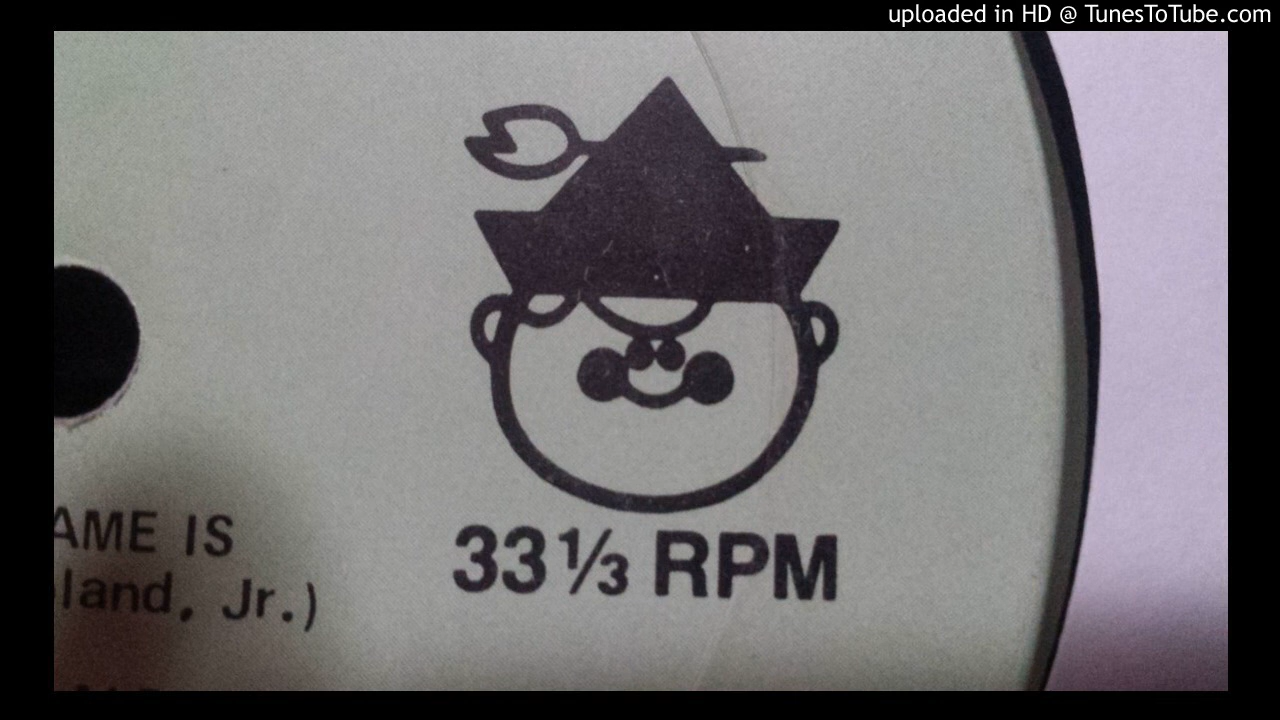 uploaded in HD @ TunesToTube.com
AME IS
land, Jr.)
33⅓ RPM